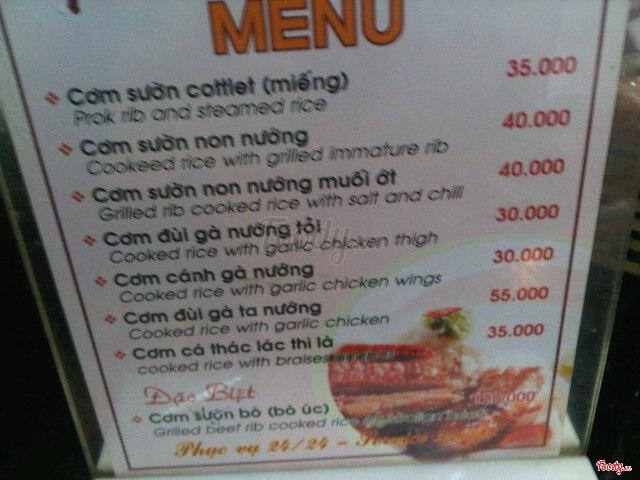 MENU
Cơm sườn cottlet (miếng) 35.000
Prok rib and steamed rice
Cơm sườn non nướng 40.000
Cookeed rice with grilled immature rib
Cơm sườn non nướng muối ớt 40.000
Grilled rib cooked rice with salt and chill
Cơm đùi gà nướng tỏi 30.000
Cooked rice with garlic chicken thigh
Cơm cánh gà nướng 30.000
Cooked rice with garlic chicken wings
Cơm đùi gà ta nướng 55.000
Cooked rice with garlic chicken
Cơm cá thác lác thì là 35.000
cooked rice with braises
Đặc Biệt
Cơm sườn bò (bò úc) 120.000
Grilled beef rib cooked rice
Phục vụ 24/24 - Service
Foody